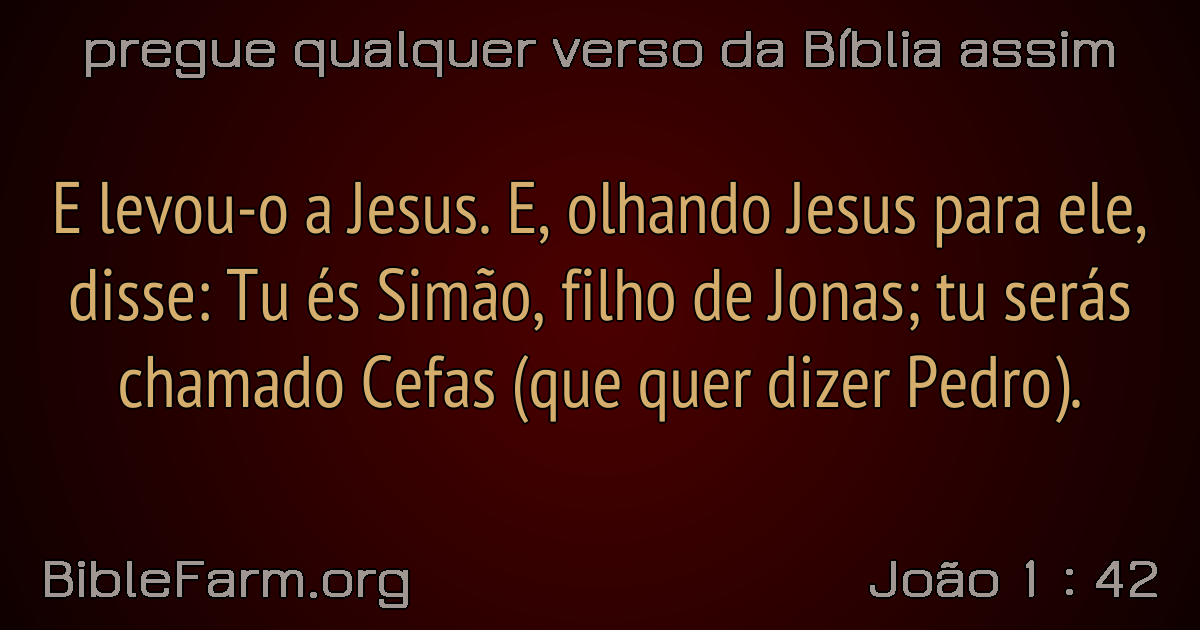 pregue qualquer verso da Bíblia assim
E levou-o a Jesus. E, olhando Jesus para ele,
disse: Tu és Simão, filho de Jonas; tu serás
chamado Cefas (que quer dizer Pedro).
BibleFarm.org
João 1 : 42